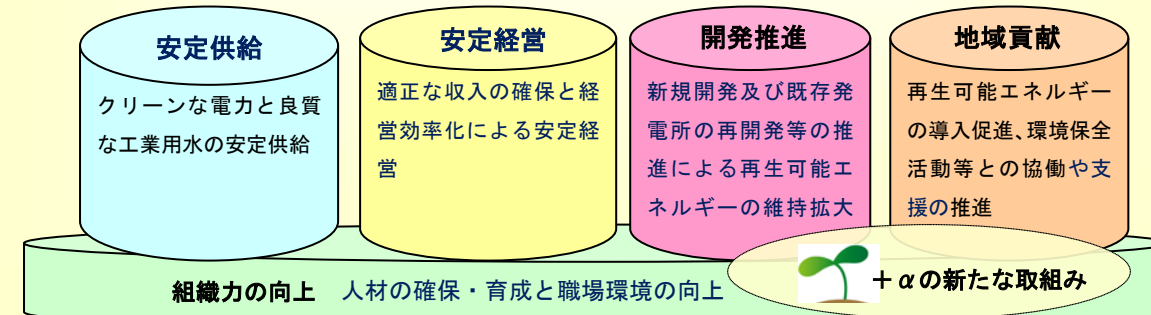 安定供給
クリーンな電力と良質
な工業用水の安定供給
安定経営
適正な収入の確保と経
営効率化による安定経
営
開発推進
新規開発及び既存発
電所の再開発等の推
進による再生可能エ
ネルギーの維持拡大
地域貢献
再生可能エネルギー
の導入促進、環境保全
活動等との協働や支
援の推進
組織力の向上 人材の確保・育成と職場環境の向上
＋αの新たな取組み